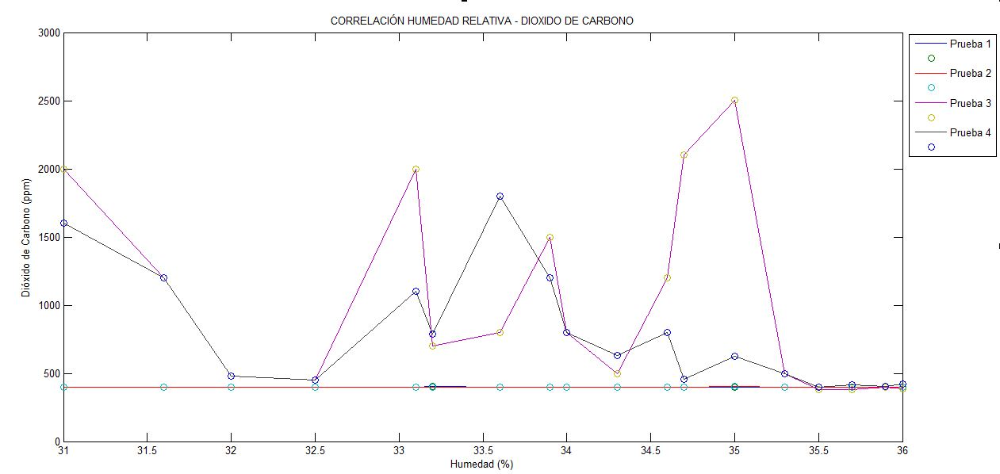 CORRELACIÓN HUMEDAD RELATIVA - DIOXIDO DE CARBONO
3000
2500
2000
1500
1000
500
0
Dióxido de Carbono (ppm)
31 31.5 32 32.5 33 33.5 34 34.5 35 35.5 36
Humedad (%)
Prueba 1
Prueba 2
Prueba 3
Prueba 4